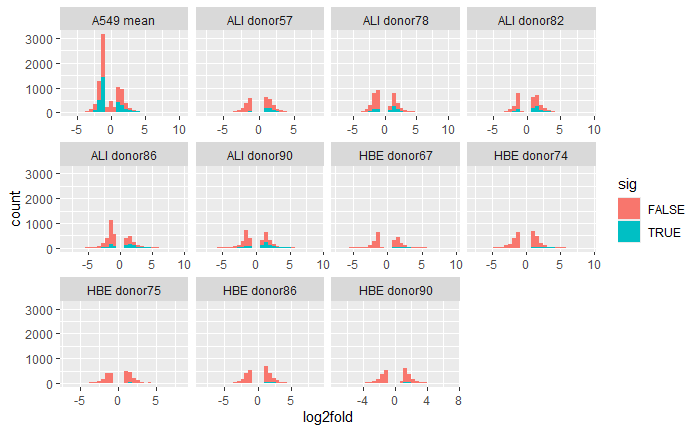 A549 mean
ALI donor57
ALI donor78
ALI donor82
3000
2000
1000
0
-5 0 5 10
-5 0 5
-5 0 5 10
-5 0 5 10
ALI donor86
ALI donor90
HBE donor67
HBE donor74
3000
2000
1000
0
-5 0 5 10
-5 0 5 10
-5 0 5 10
-5 0 5 10
HBE donor75
HBE donor86
HBE donor90
3000
2000
1000
0
-5 0 5
-5 0 5
-4 0 4 8
count
log2fold
sig
FALSE
TRUE